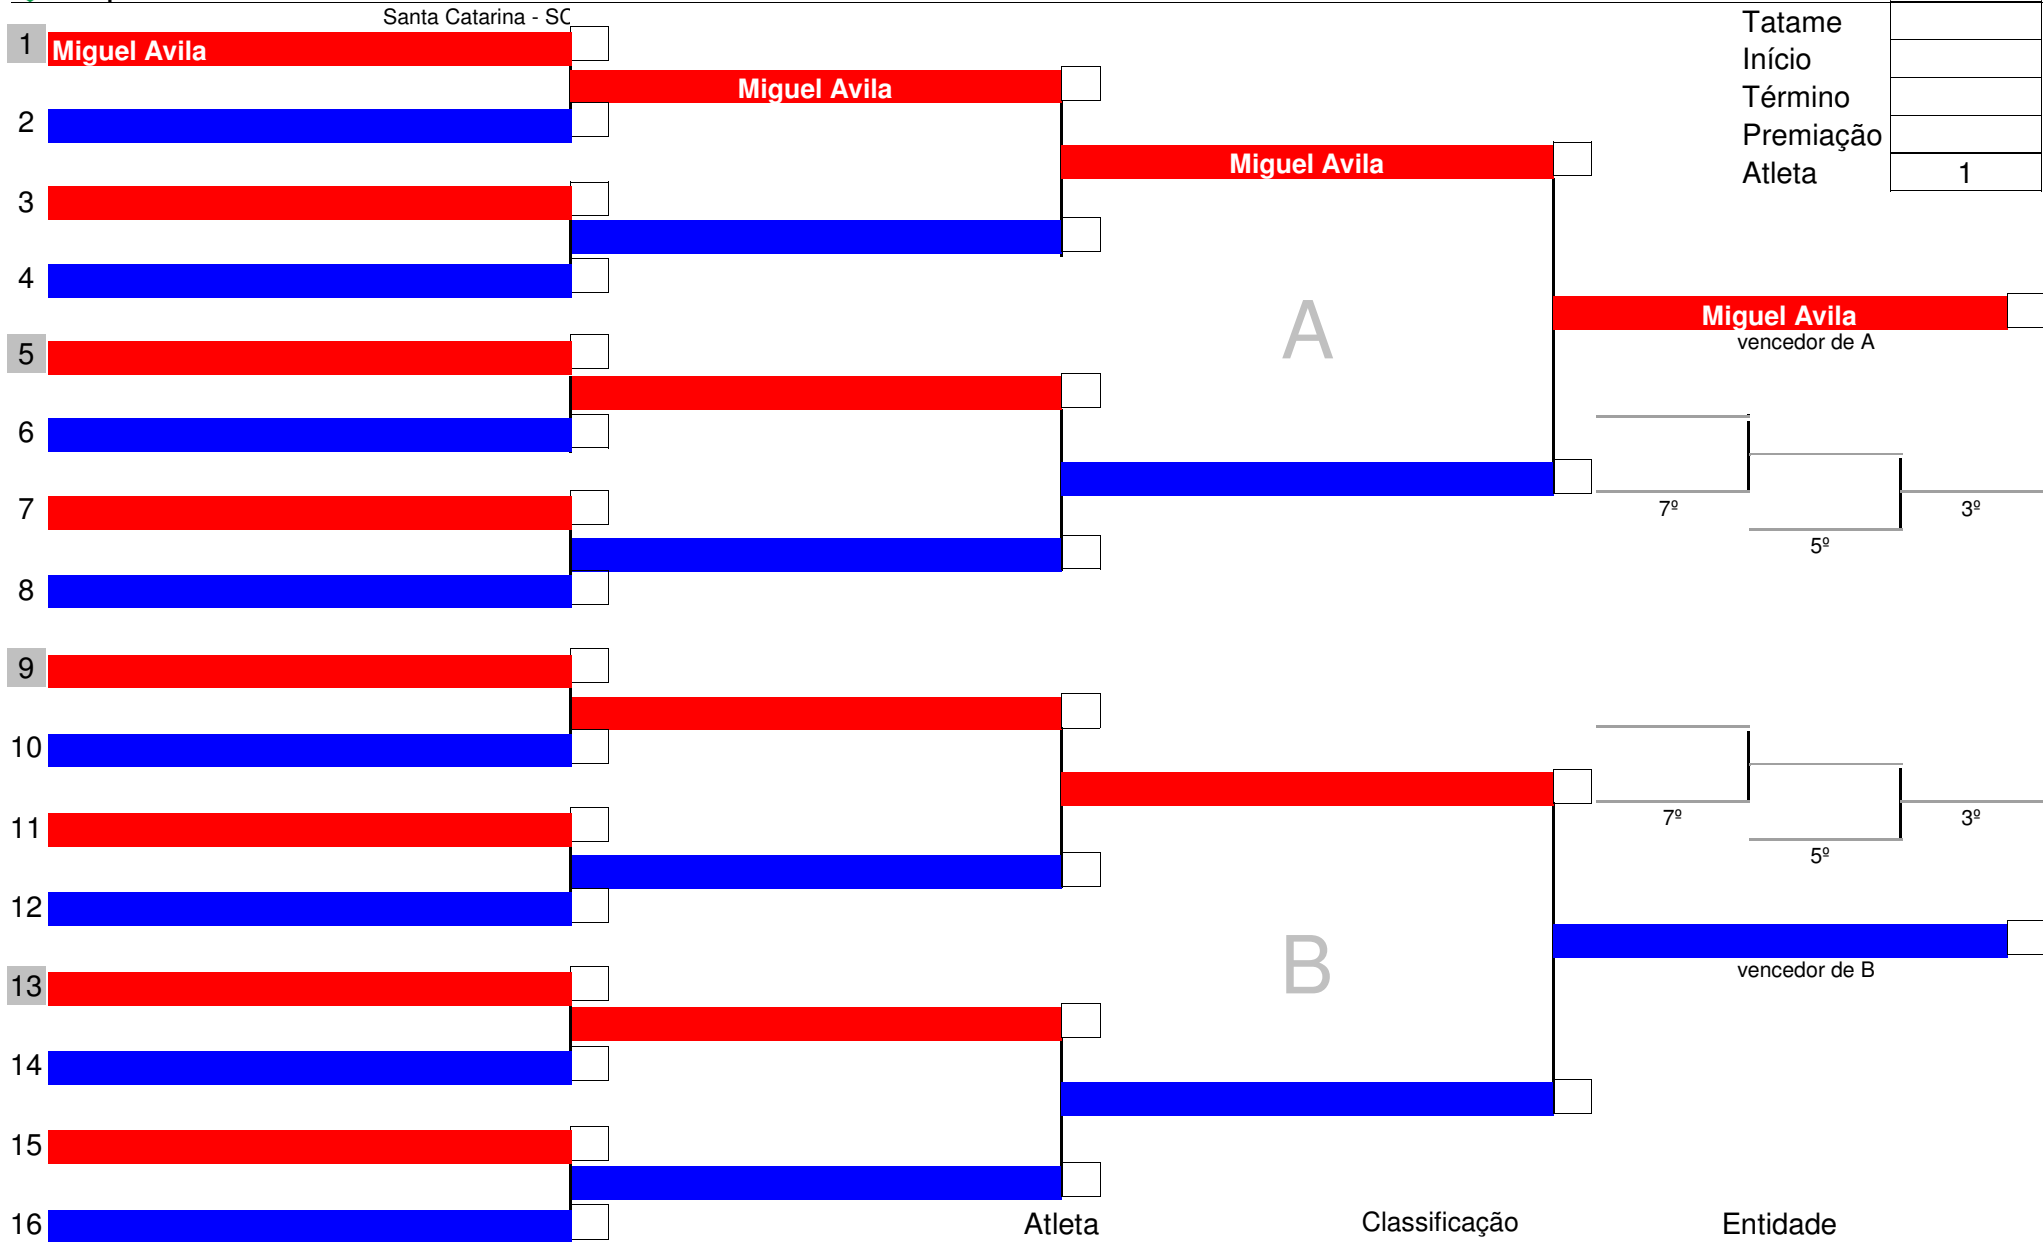 Santa Catarina - SC
Tatame
1 Miguel Avila
Início
Miguel Avila
Término
2
Premiação
Miguel Avila
Atleta 1
3
4
Miguel Avila
A
vencedor de A
5
6
7
7º 3º
5º
8
9
10
11
7º 3º
5º
12
B
vencedor de B
13
14
15
16
Atleta Classificação Entidade